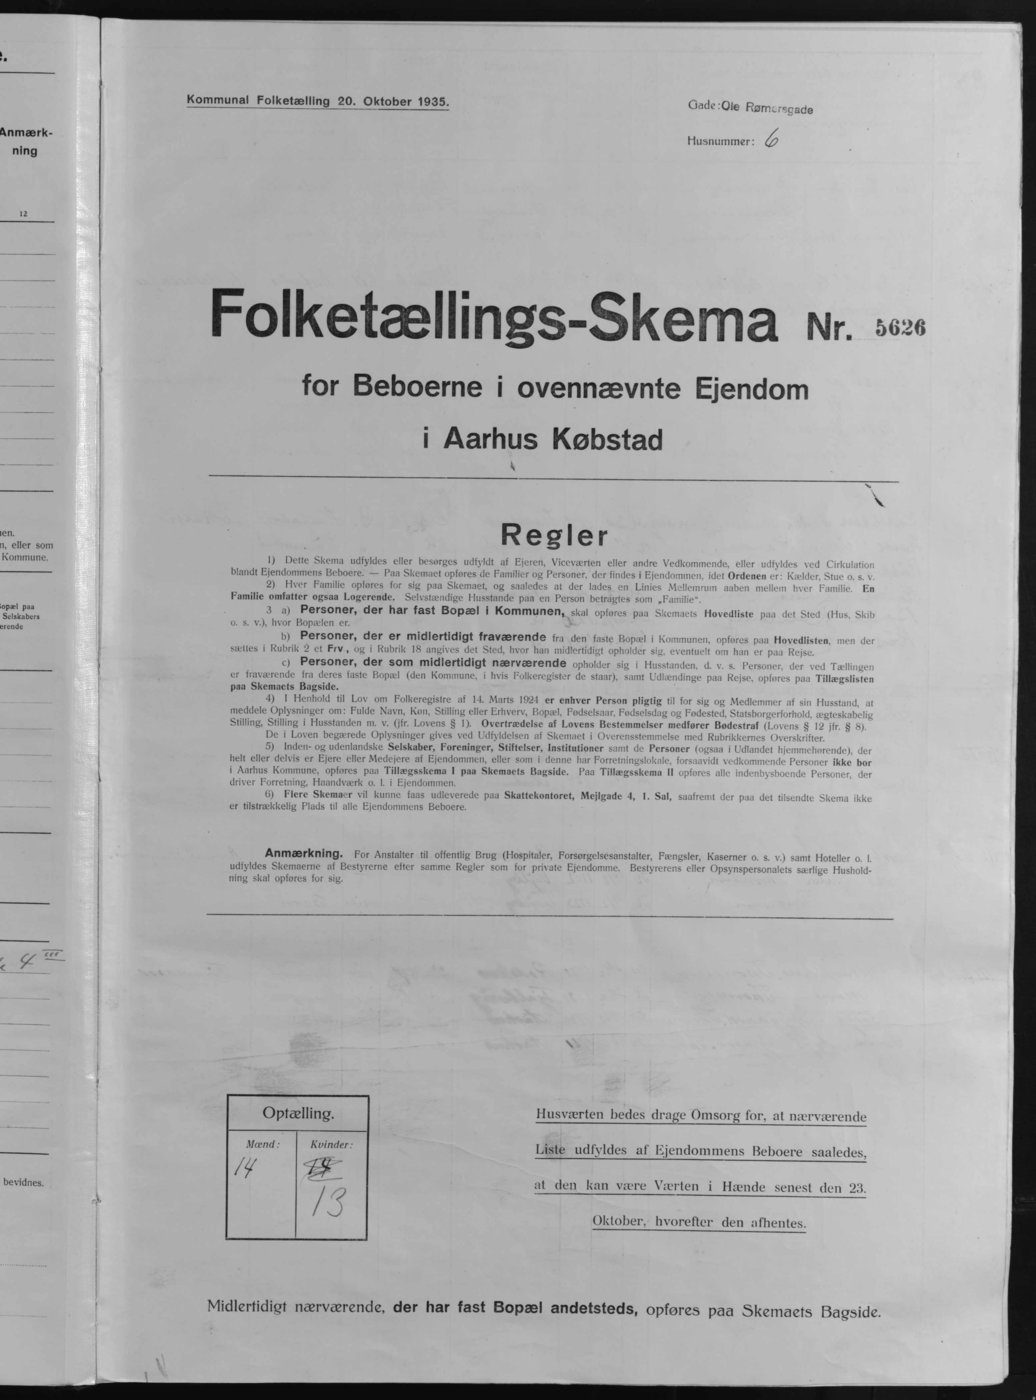 e.
Anmærk-
ning
12
en.
n, eller som
Kommune.
opæl paa
Selskabers
erende
4 III
bevidnes.
Kommunal Folketælling 20. Oktober 1935.
Gade: Ole Rømersgade
Husnummer: 6
Folketællings-Skema Nr. 5626
for Beboerne i ovennævnte Ejendom
i Aarhus Købstad
Regler
1) Dette Skema udfyldes eller besørges udfyldt af Ejeren, Viceværten eller andre Vedkommende, eller udfyldes ved Cirkulation
blandt Ejendommens Beboere. — Paa Skemaet opføres de Familier og Personer, der findes i Ejendommen, idet Ordenen er: Kælder, Stue o. s. v.
2) Hver Familie opføres for sig paa Skemaet, og saaledes at der lades en Linies Mellemrum aaben mellem hver Familie. En
Familie omfatter ogsaa Logerende. Selvstændige Husstande paa en Person betragtes som „Familie“.
3 a) Personer, der har fast Bopæl i Kommunen, skal opføres paa Skemaets Hovedliste paa det Sted (Hus, Skib
o. s. v.), hvor Bopælen er.
b) Personer, der er midlertidigt fraværende fra den faste Bopæl i Kommunen, opføres paa Hovedlisten, men der
sættes i Rubrik 2 et Frv., og i Rubrik 18 angives det Sted, hvor han midlertidigt opholder sig, eventuelt om han er paa Rejse.
c) Personer, der som midlertidigt nærværende opholder sig i Husstanden, d. v. s. Personer, der ved Tællingen
er fraværende fra deres faste Bopæl (den Kommune, i hvis Folkeregister de staar), samt Udlændinge paa Rejse, opføres paa Tillægslisten
paa Skemaets Bagside.
4) I Henhold til Lov om Folkeregistre af 14. Marts 1924 er enhver Person pligtig til for sig og Medlemmer af sin Husstand, at
meddele Oplysninger om: Fulde Navn, Køn, Stilling eller Erhverv, Bopæl, Fødselsaar, Fødselsdag og Fødested, Statsborgerforhold, ægteskabelig
Stilling, Stilling i Husstanden m. v. (jfr. Lovens § 1). Overtrædelse af Lovens Bestemmelser medfører Bødestraf (Lovens § 12 jfr. § 8).
De i Loven begærede Oplysninger gives ved Udfyldelsen af Skemaet i Overensstemmelse med Rubrikkernes Overskrifter.
5) Inden- og udenlandske Selskaber, Foreninger, Stiftelser, Institutioner samt de Personer (ogsaa i Udlandet hjemmehørende), der
helt eller delvis er Ejere eller Medejere af Ejendommen, eller som i denne har Forretningslokale, forsaavidt vedkommende Personer ikke bor
i Aarhus Kommune, opføres paa Tillægsskema I paa Skemaets Bagside. Paa Tillægsskema II opføres alle indenbysboende Personer, der
driver Forretning, Haandværk o. l. i Ejendommen.
6) Flere Skemaer vil kunne faas udleverede paa Skattekontoret, Mejlgade 4, 1. Sal, saafremt der paa det tilsendte Skema ikke
er tilstrækkelig Plads til alle Ejendommens Beboere.
Anmærkning. For Anstalter til offentlig Brug (Hospitaler, Forsørgelsesanstalter, Fængsler, Kaserner o. s. v.) samt Hoteller o. l.
udfyldes Skemaerne af Bestyrerne efter samme Regler som for private Ejendomme. Bestyrerens eller Opsynspersonalets særlige Hushold-
ning skal opføres for sig.
Optælling.
Mænd: Kvinder:
14 14
13
Husværten bedes drage Omsorg for, at nærværende
Liste udfyldes af Ejendommens Beboere saaledes,
at den kan være Værten i Hænde senest den 23.
Oktober, hvorefter den afhentes.
Midlertidigt nærværende, der har fast Bopæl andetsteds, opføres paa Skemaets Bagside.